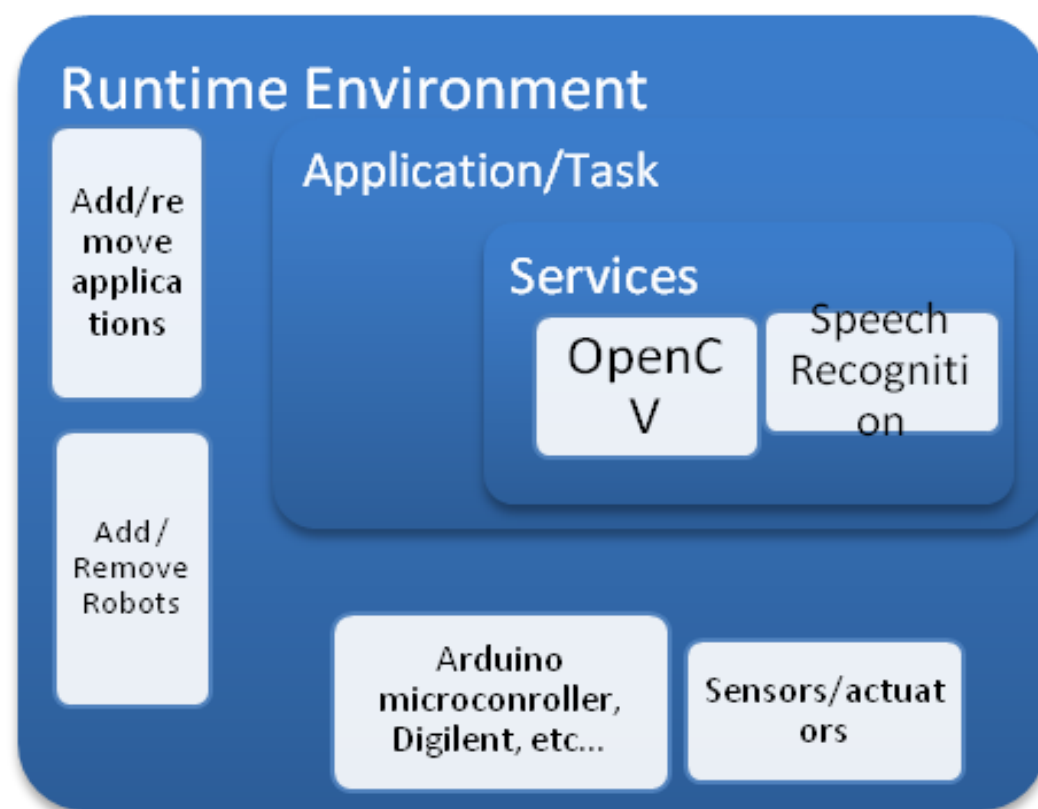 Runtime Environment
Add/re
move
applica
tions
Application/Task
Services
OpenC
V
Speech
Recogniti
on
Add/
Remove
Robots
Arduino
microconroller,
Digilent, etc...
Sensors/actuat
ors